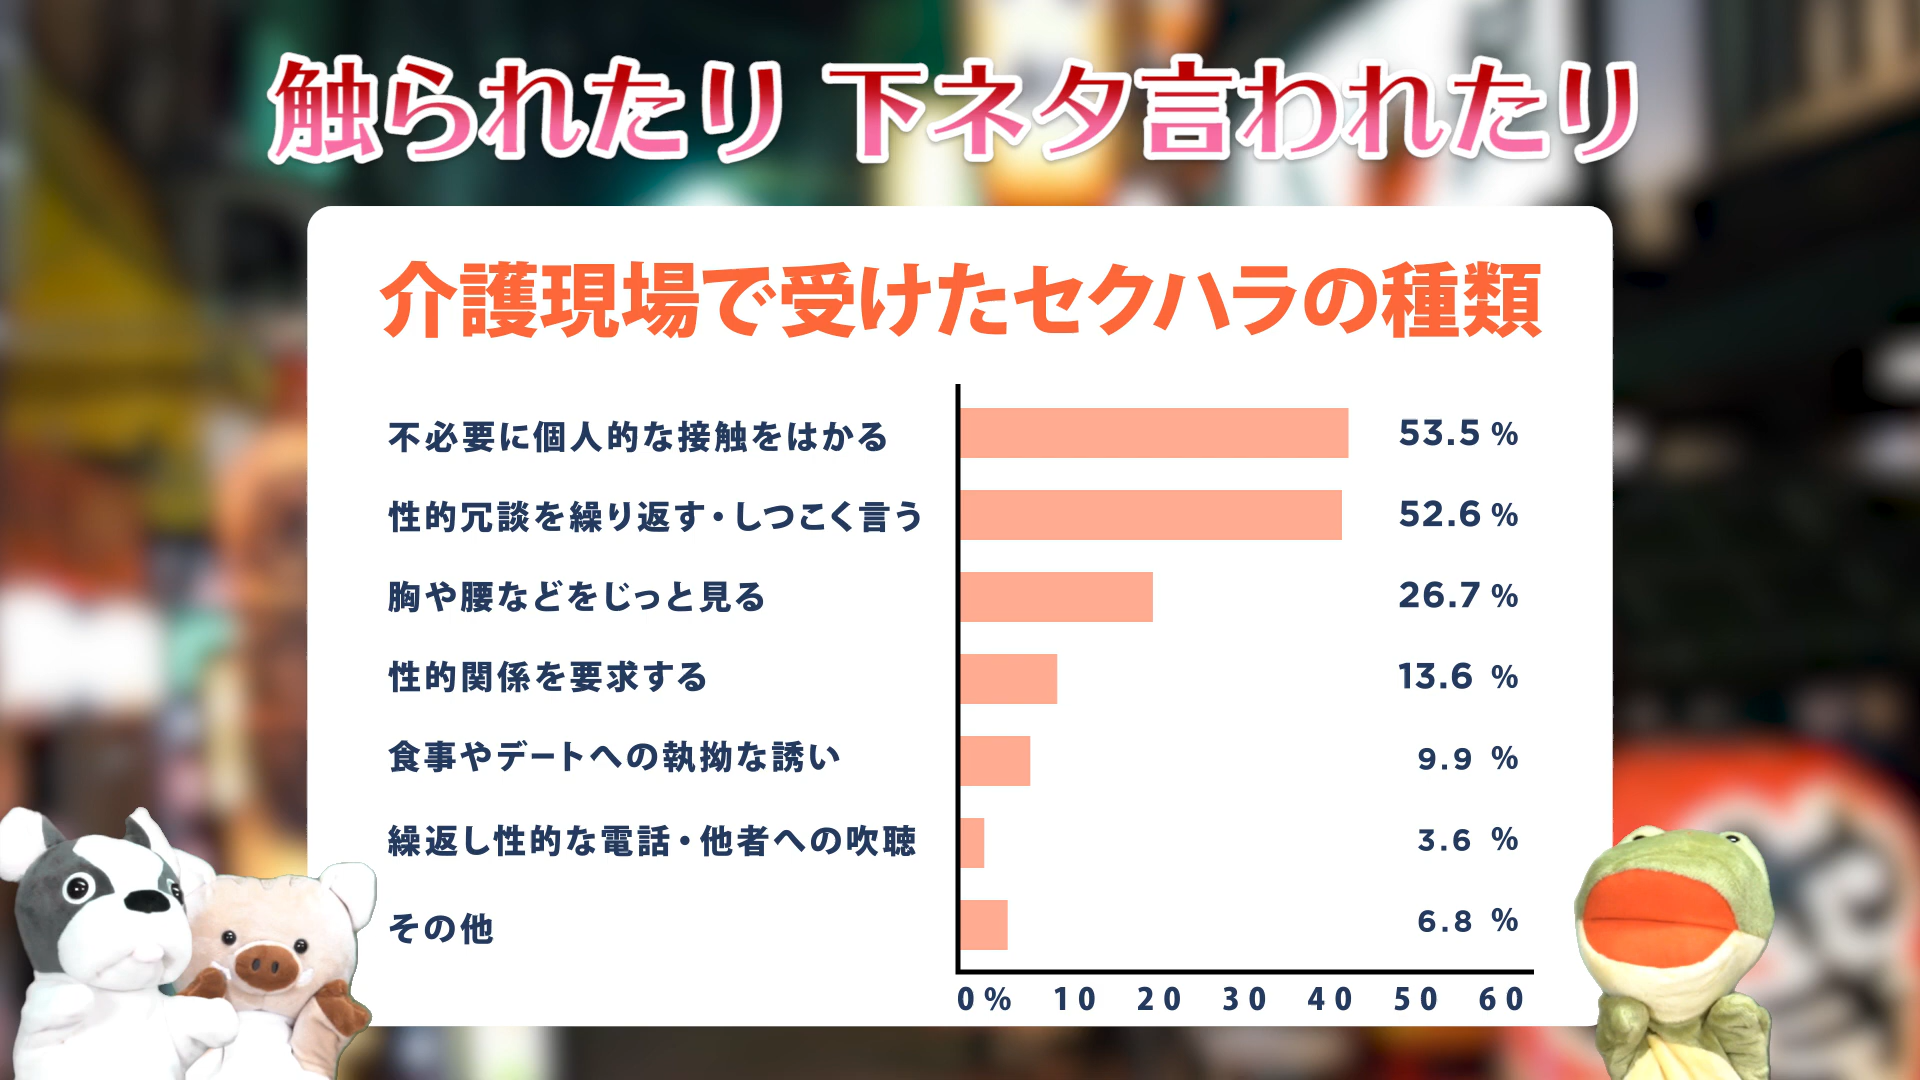 触られたり 下ネタ言われたり
介護現場で受けたセクハラの種類
不必要に個人的な接触をはかる 53.5 %
性的冗談を繰り返す・しつこく言う 52.6 %
胸や腰などをじっと見る 26.7 %
性的関係を要求する 13.6 %
食事やデートへの執拗な誘い 9.9 %
繰返し性的な電話・他者への吹聴 3.6 %
その他 6.8 %
0% 10 20 30 40 50 60